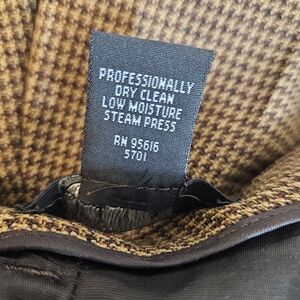 PROFESSIONALLY
DRY CLEAN
LOW MOISTURE
STEAM PRESS
RN 95616
5701